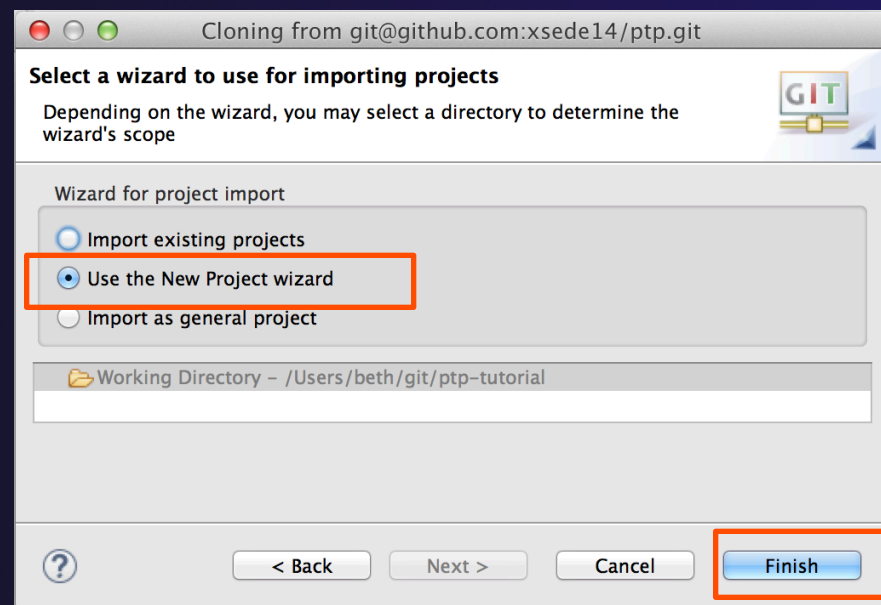 Cloning from git@github.com:xsede14/ptp.git
Select a wizard to use for importing projects
Depending on the wizard, you may select a directory to determine the
wizard's scope
GIT
Wizard for project import
Import existing projects
Use the New Project wizard
Import as general project
Working Directory – /Users/beth/git/ptp-tutorial
?
< Back
Next >
Cancel
Finish